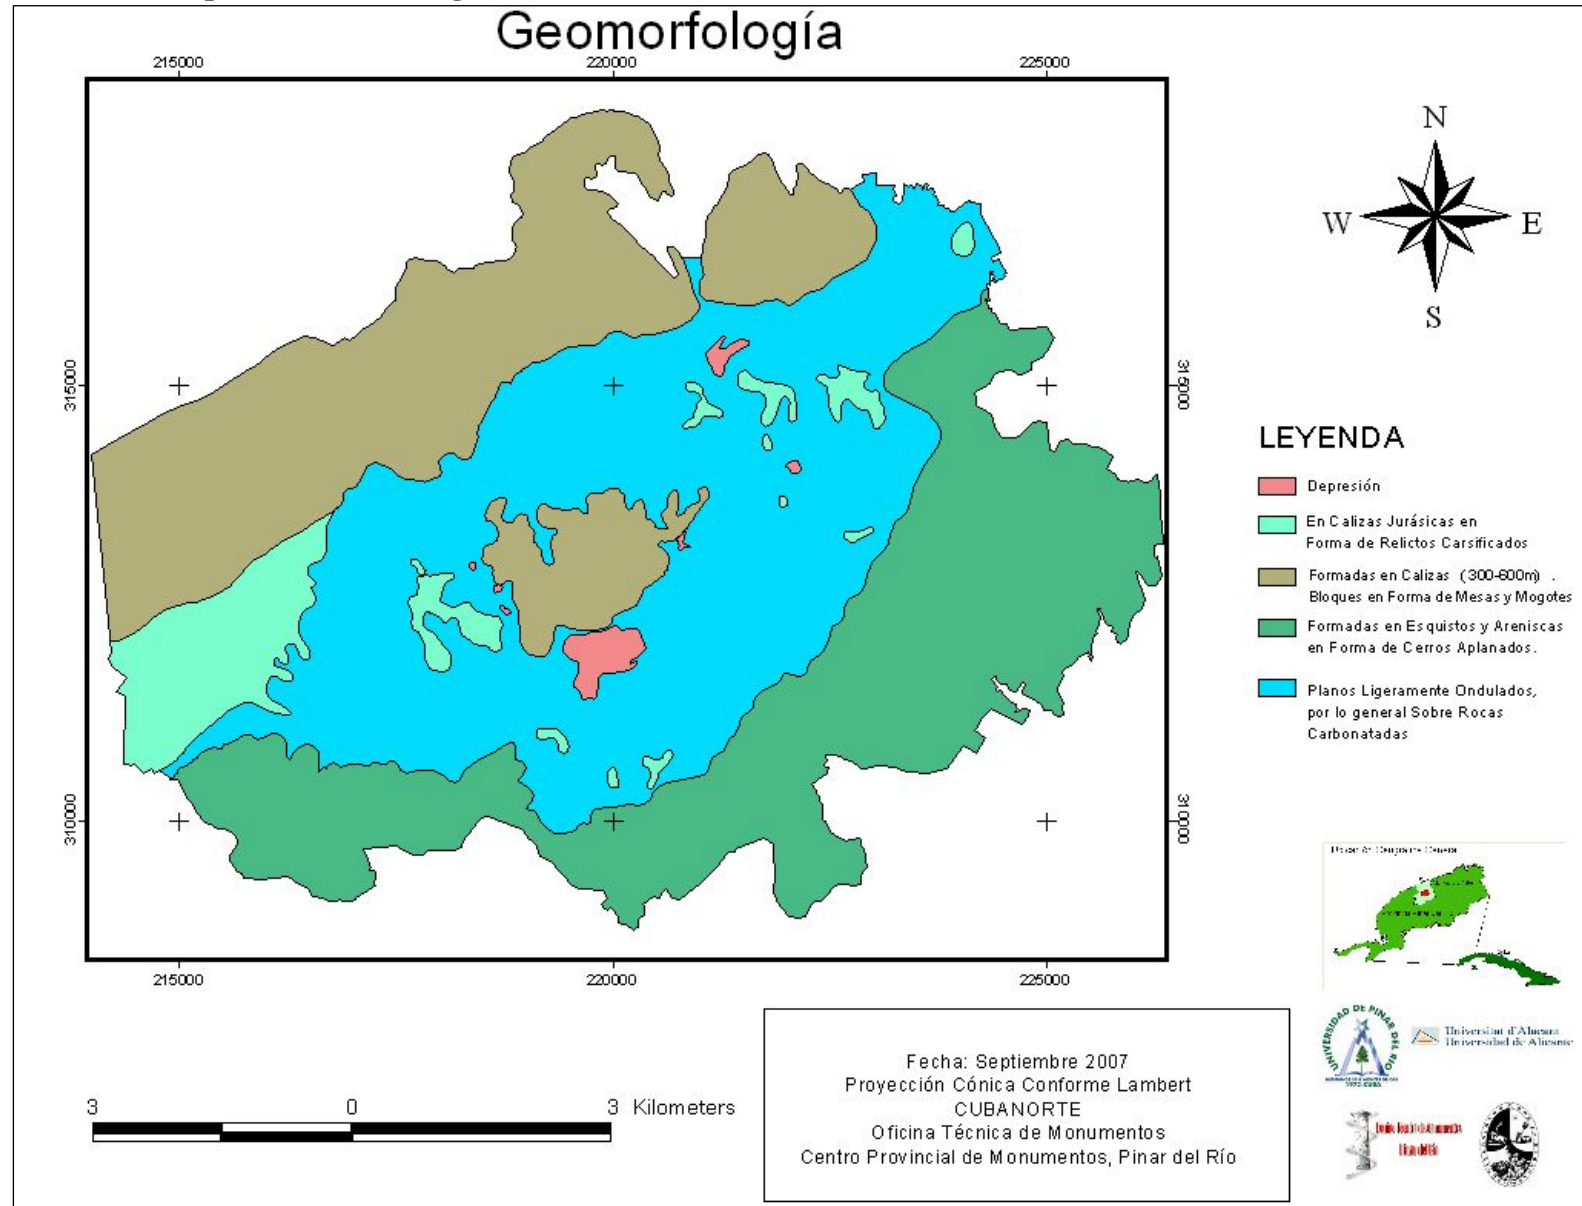 Geomorfología
215000
220000
225000
315000
315000
310000
310000
215000
220000
225000
N
W
E
S
LEYENDA
Depresión
En Calizas Jurásicas en
Forma de Relictos Carsificados
Formadas en Calizas (300-600m) .
Bloques en Forma de Mesas y Mogotes
Formadas en Esquistos y Areniscas
en Forma de Cerros Aplanados.
Planos Ligeramente Ondulados,
por lo general Sobre Rocas
Carbonatadas
UNIVERSIDAD DE PINAR DEL RÍO
Universitat d'Alacant
Universidad de Alicante
3 0 3 Kilometers
Fecha: Septiembre 2007
Proyección Cónica Conforme Lambert
CUBANORTE
Oficina Técnica de Monumentos
Centro Provincial de Monumentos, Pinar del Río